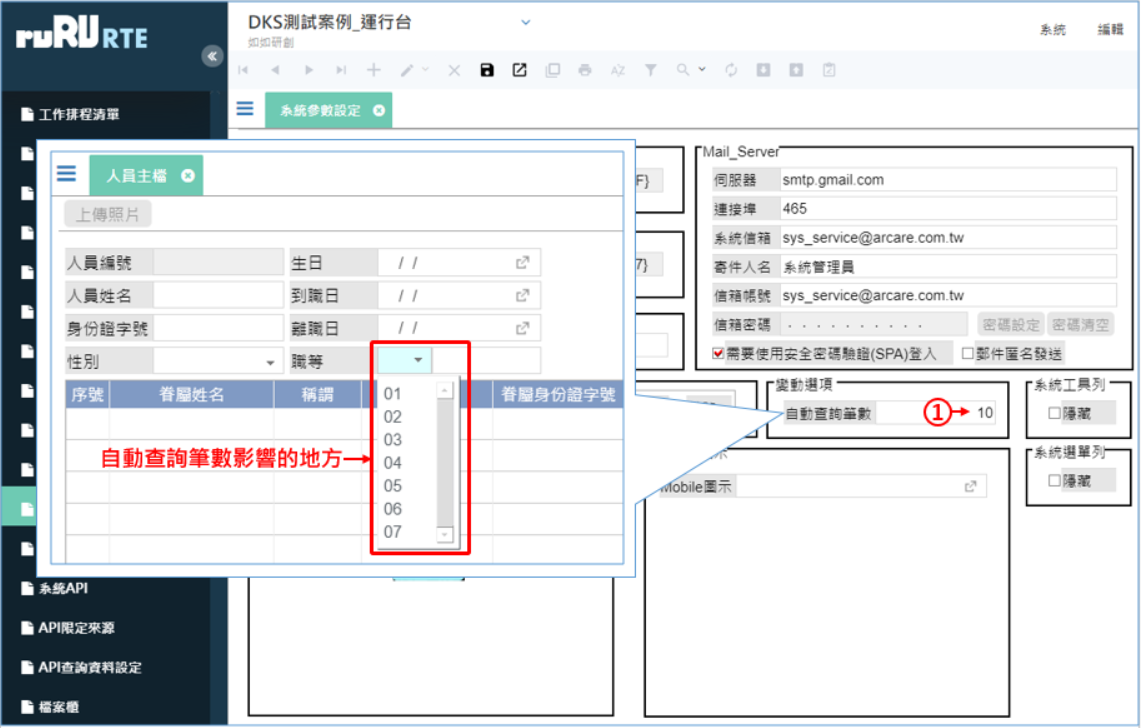 ruRU RTE
DKS測試案例_運行台
如如研創
系統 編輯
工作排程清單
系統參數設定
人員主檔
上傳照片
人員編號 生日 / /
人員姓名 到職日 / /
身份證字號 離職日 / /
性別 職等
序號 眷屬姓名 稱謂 眷屬身份證字號
01
02
03
04
05
06
07
自動查詢筆數影響的地方
F}
7}
Mail_Server
伺服器 smtp.gmail.com
連接埠 465
系統信箱 sys_service@arcare.com.tw
寄件人名 系統管理員
信箱帳號 sys_service@arcare.com.tw
信箱密碼 . . . . . . . . . . 密碼設定 密碼清空
需要使用安全密碼驗證(SPA)登入 郵件匿名發送
變動選項
自動查詢筆數 1 10
系統工具列
隱藏
系統選單列
隱藏
Mobile圖示
系統API
API限定來源
API查詢資料設定
檔案櫃